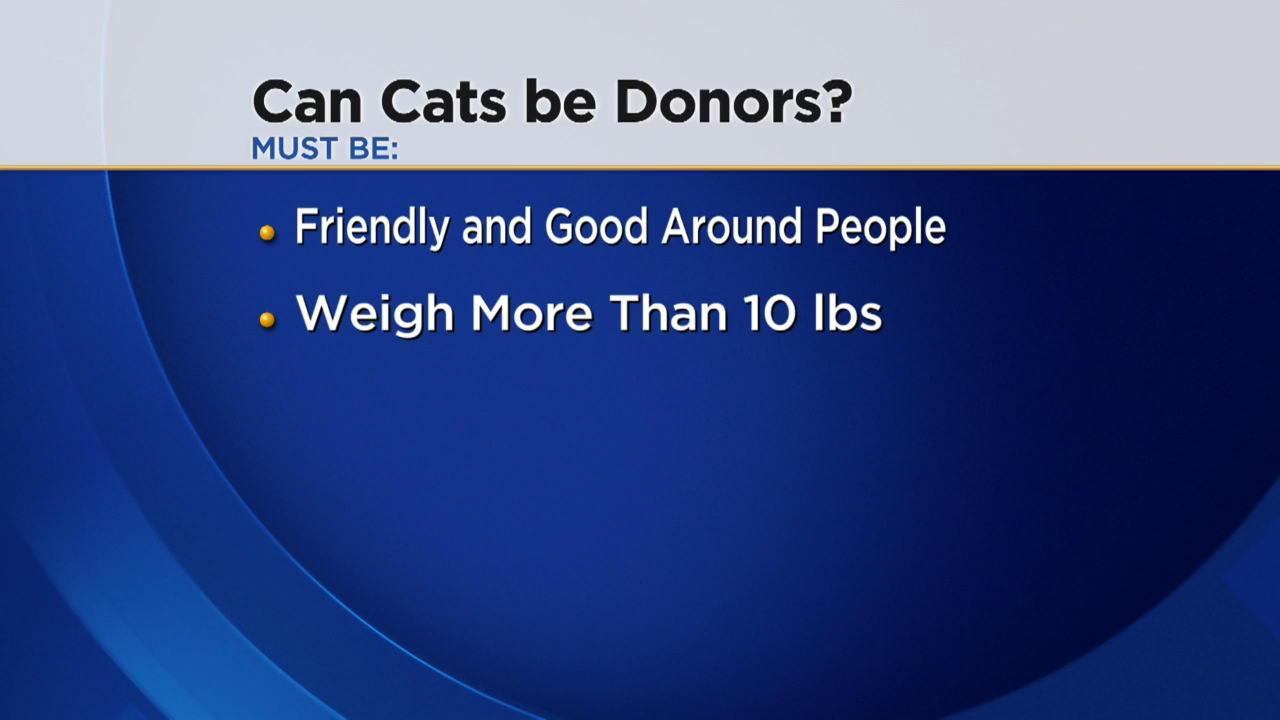 Can Cats be Donors?
MUST BE:
Friendly and Good Around People
Weigh More Than 10 lbs